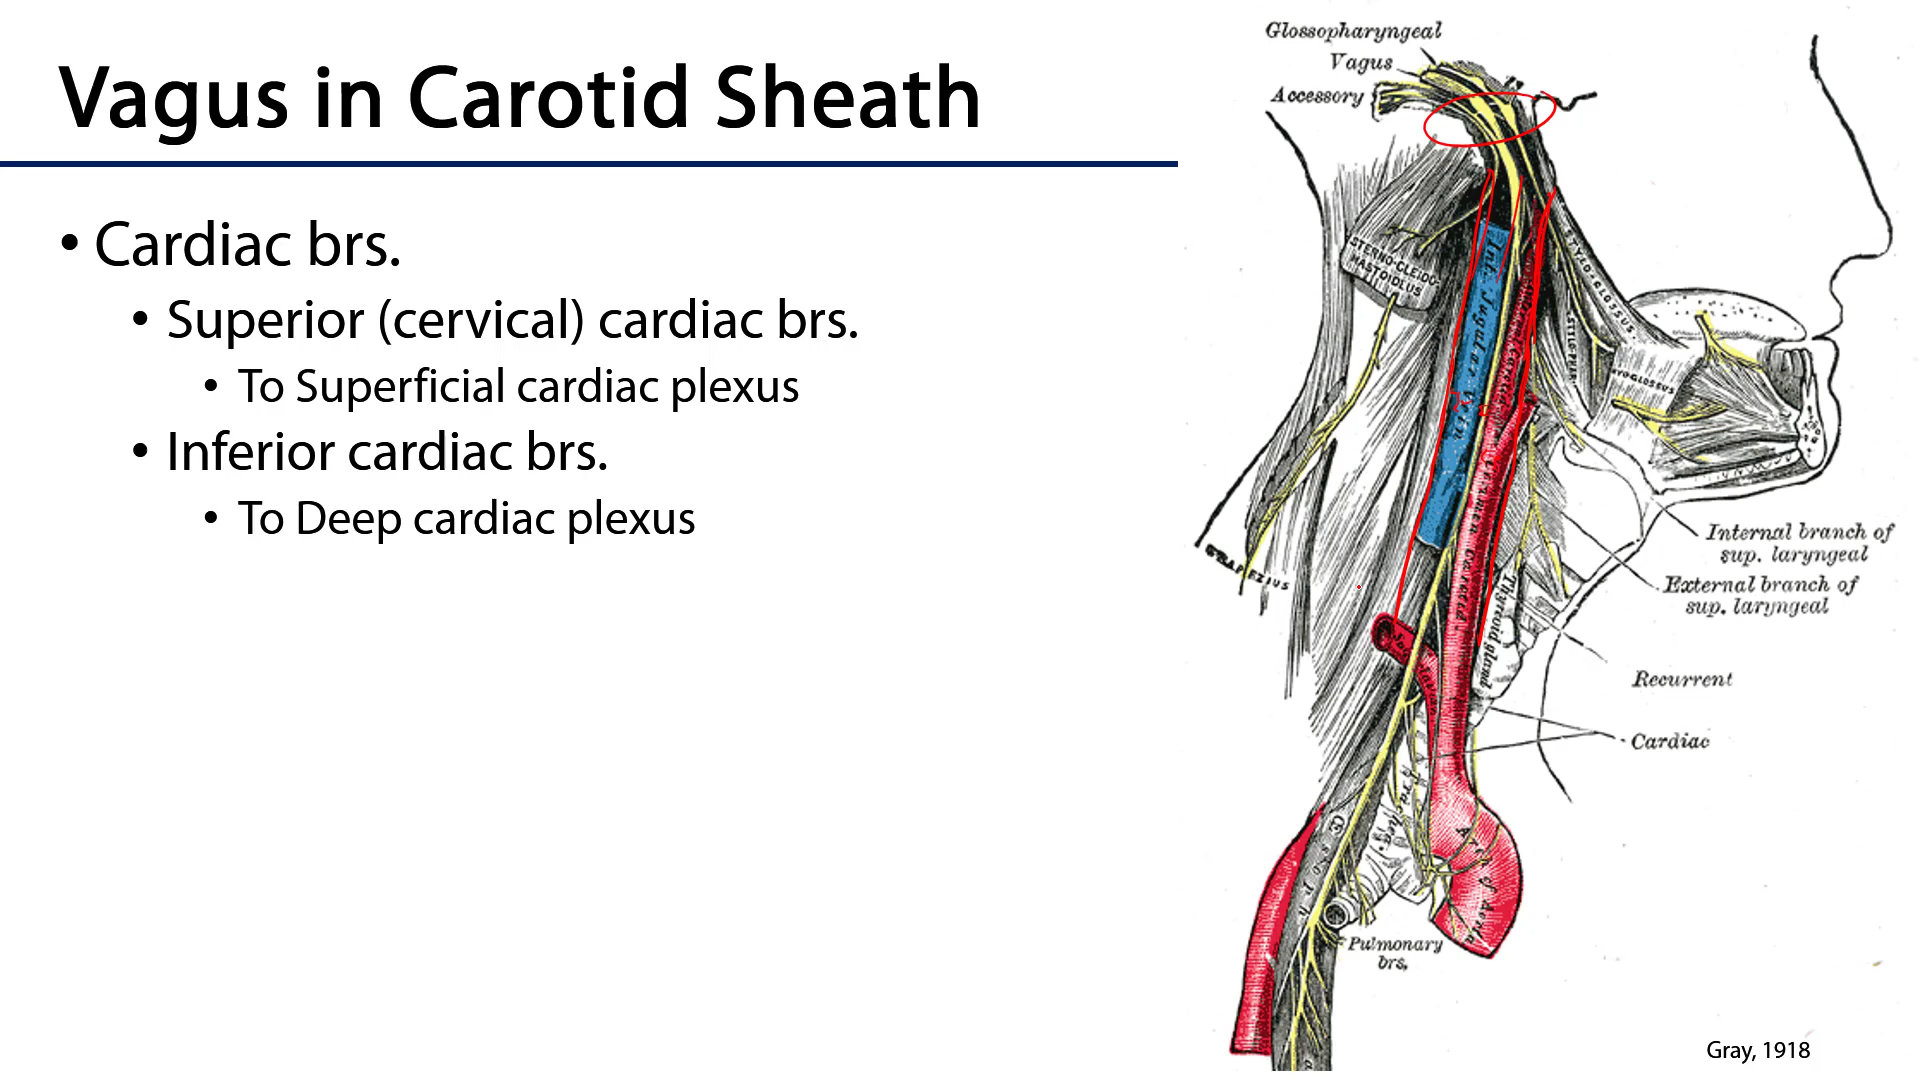 Vagus in Carotid Sheath
• Cardiac brs.
• Superior (cervical) cardiac brs.
• To Superficial cardiac plexus
• Inferior cardiac brs.
• To Deep cardiac plexus
Glossopharyngeal
Vagus
Accessory
STERNO-CLEIDO-
MASTOIDEUS
Int. Jugular Vein
STYLO-GLOSSUS
HYOGLOSSUS
TRAPEZIUS
Internal branch of
sup. laryngeal
External branch of
sup. laryngeal
Thyroid gland
Recurrent
Cardiac
Arch of Aorta
Pulmonary
brs.
Gray, 1918